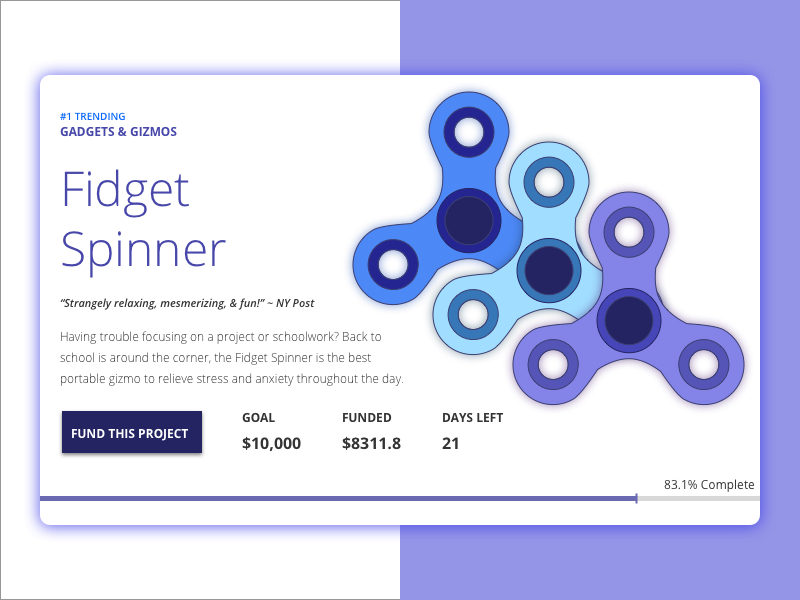 #1 TRENDING
GADGETS & GIZMOS
Fidget
Spinner
“Strangely relaxing, mesmerizing, & fun!” ~ NY Post
Having trouble focusing on a project or schoolwork? Back to
school is around the corner, the Fidget Spinner is the best
portable gizmo to relieve stress and anxiety throughout the day.
FUND THIS PROJECT
GOAL
$10,000
FUNDED
$8311.8
DAYS LEFT
21
83.1% Complete